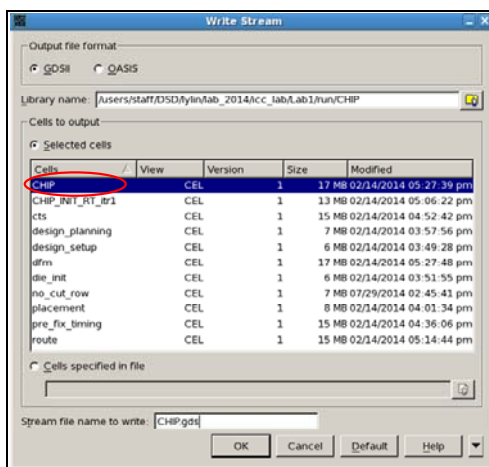 Write Stream
Output file format
GDSII OASIS
Library name: /users/staff/DSD/lylin/lab_2014/icc_lab/Lab1/run/CHIP
Cells to output
Selected cells
Cells View Version Size Modified
CHIP CEL 1 17 MB 02/14/2014 05:27:39 pm
CHIP_INIT_RT_itr1 CEL 1 13 MB 02/14/2014 05:06:22 pm
cts CEL 1 15 MB 02/14/2014 04:52:42 pm
design_planning CEL 1 7 MB 02/14/2014 03:57:56 pm
design_setup CEL 1 6 MB 02/14/2014 03:49:28 pm
dfm CEL 1 17 MB 02/14/2014 05:27:48 pm
die_init CEL 1 6 MB 02/14/2014 03:51:55 pm
no_cut_row CEL 1 7 MB 07/29/2014 02:45:41 pm
placement CEL 1 8 MB 02/14/2014 04:01:34 pm
pre_fix_timing CEL 1 15 MB 02/14/2014 04:36:06 pm
route CEL 1 15 MB 02/14/2014 05:14:44 pm
Cells specified in file
Stream file name to write: CHIP.gds
OK Cancel Default Help